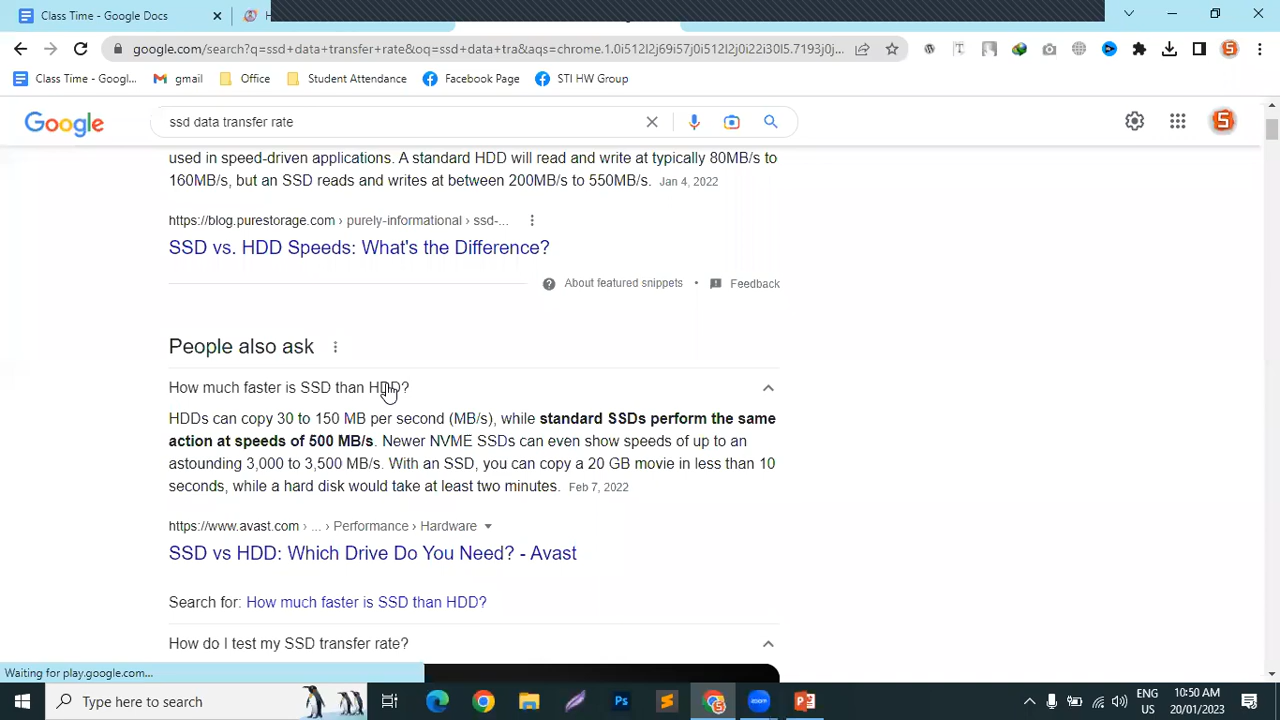 Class Time - Google Docs
google.com/search?q=ssd+data+transfer+rate&oq=ssd+data+tra&aqs=chrome.1.0i512l2j69i57j0i512l2j0i22i30l5.7193j0j...
Class Time - Googl...
gmail
Office
Student Attendance
Facebook Page
STI HW Group
Google
ssd data transfer rate
used in speed-driven applications. A standard HDD will read and write at typically 80MB/s to
160MB/s, but an SSD reads and writes at between 200MB/s to 550MB/s. Jan 4, 2022
https://blog.purestorage.com › purely-informational › ssd-...
SSD vs. HDD Speeds: What's the Difference?
About featured snippets • Feedback
People also ask
How much faster is SSD than HDD?
HDDs can copy 30 to 150 MB per second (MB/s), while standard SSDs perform the same
action at speeds of 500 MB/s. Newer NVME SSDs can even show speeds of up to an
astounding 3,000 to 3,500 MB/s. With an SSD, you can copy a 20 GB movie in less than 10
seconds, while a hard disk would take at least two minutes. Feb 7, 2022
https://www.avast.com › ... › Performance › Hardware
SSD vs HDD: Which Drive Do You Need? - Avast
Search for: How much faster is SSD than HDD?
How do I test my SSD transfer rate?
Waiting for play.google.com...
Type here to search
Ps
zoom
ENG
US
10:50 AM
20/01/2023